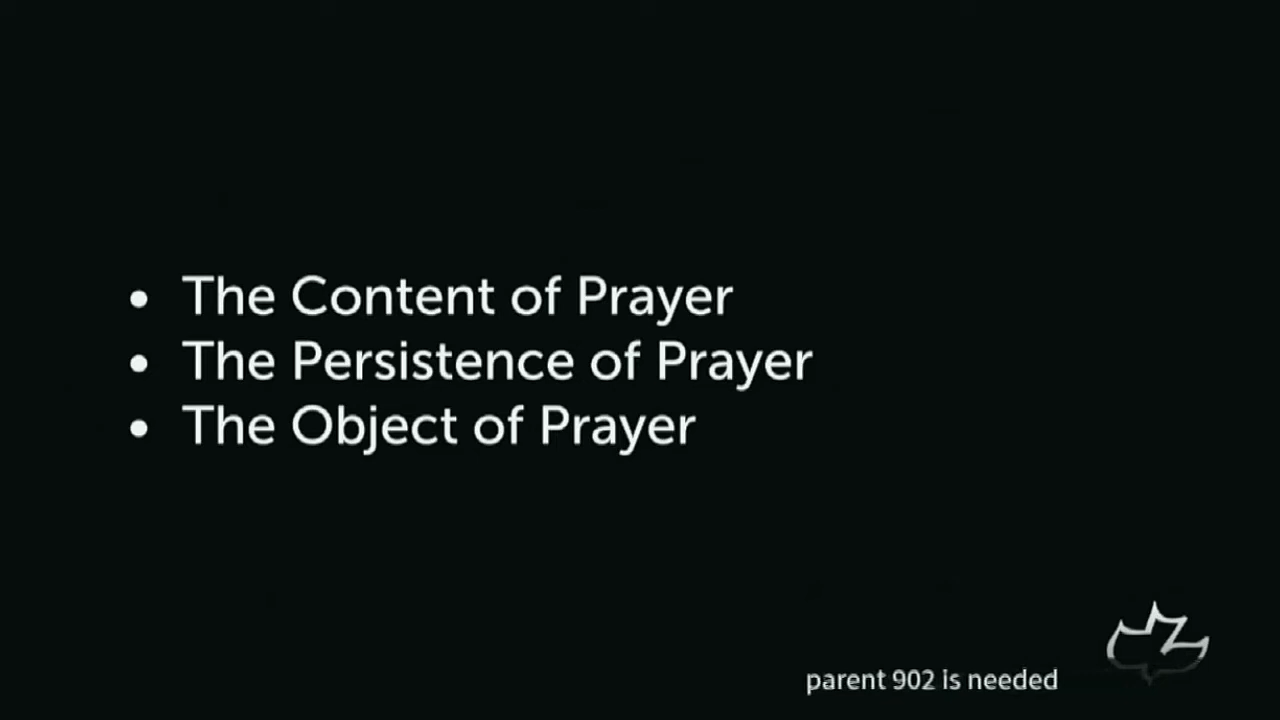 • The Content of Prayer
• The Persistence of Prayer
• The Object of Prayer
parent 902 is needed